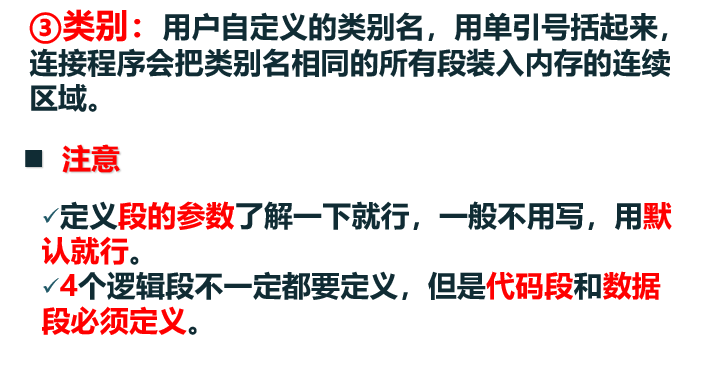 ③类别：用户自定义的类别名，用单引号括起来，
连接程序会把类别名相同的所有段装入内存的连续
区域。
■ 注意
✓定义段的参数了解一下就行，一般不用写，用默
认就行。
✓4个逻辑段不一定都要定义，但是代码段和数据
段必须定义。